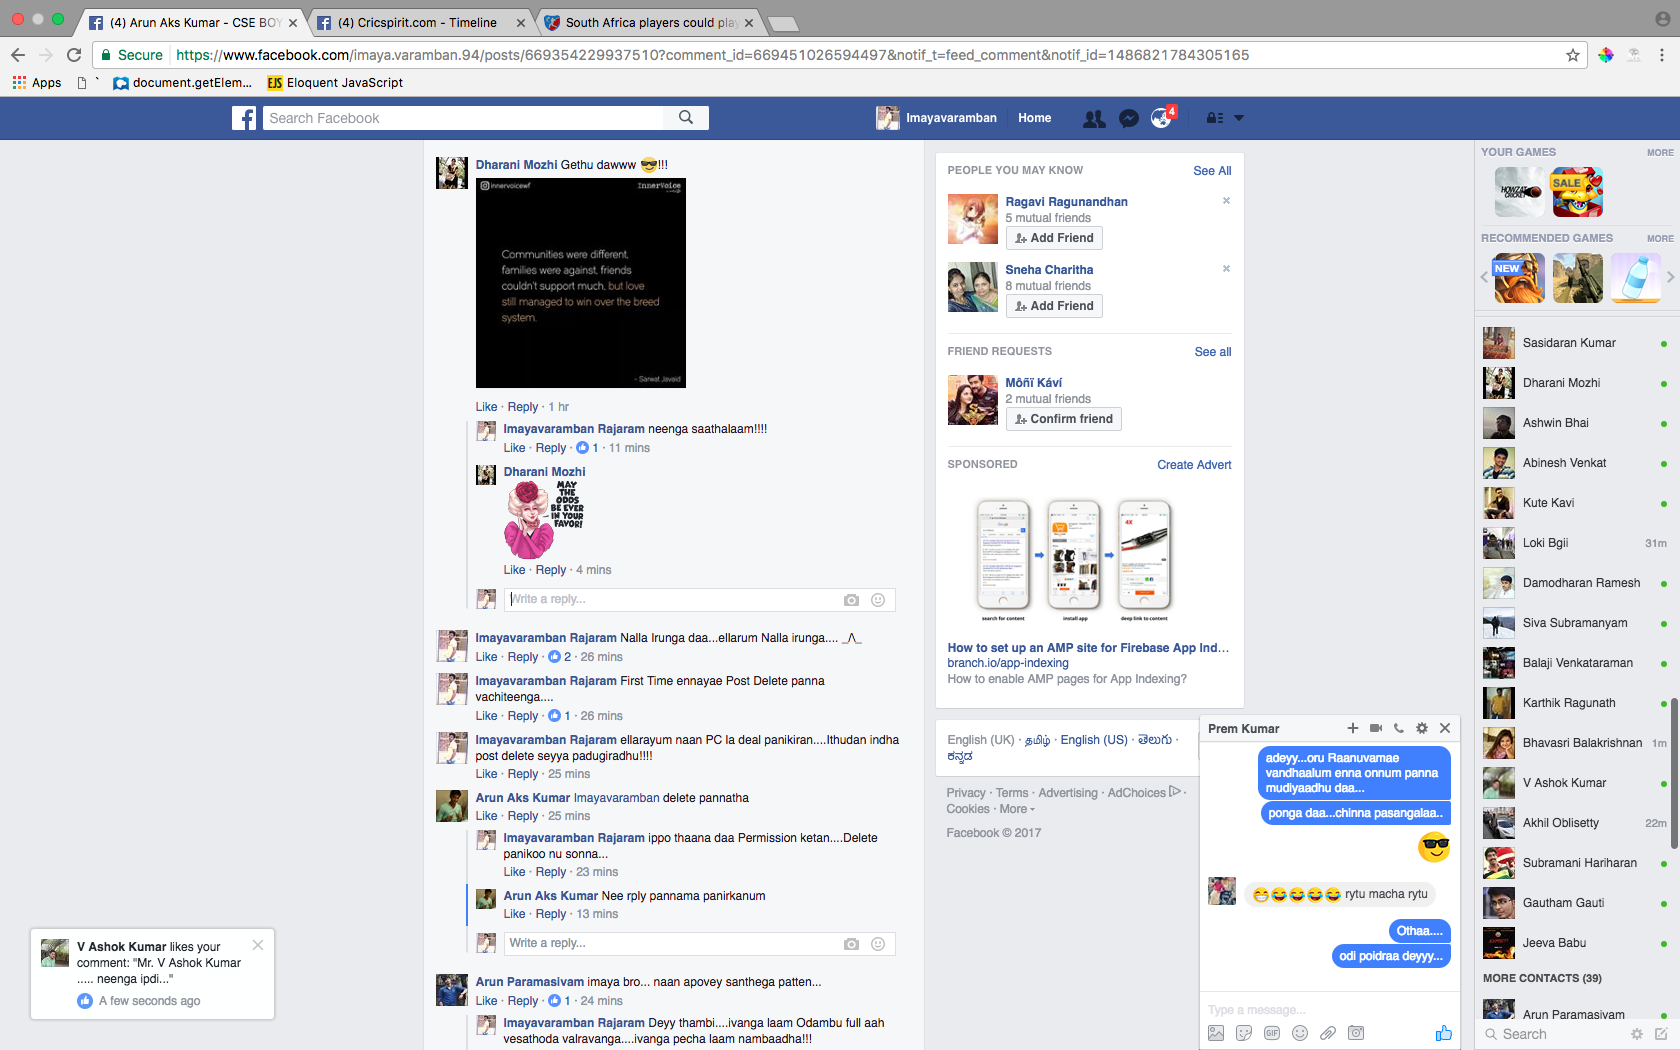 (4) Arun Aks Kumar - CSE BOY
(4) Cricspirit.com - Timeline
South Africa players could play
Secure https://www.facebook.com/imaya.varamban.94/posts/669354229937510?comment_id=669451026594497&notif_t=feed_comment&notif_id=1486821784305165
Apps
`
document.getElem...
EJS
Eloquent JavaScript
Search Facebook
Imayavaramban
Home
4
Dharani Mozhi Gethu dawww 😎!!!
innervoicewf
InnerVoice
Communities were different,
families were against, friends
couldn't support much, but love
still managed to win over the breed
system.
- Sarwat Javaid
Like · Reply · 1 hr
Imayavaramban Rajaram neenga saathalaam!!!!
Like · Reply · 1 · 11 mins
Dharani Mozhi
MAY
THE
ODDS
BE EVER
IN YOUR
FAVOR!
Like · Reply · 4 mins
Write a reply...
Imayavaramban Rajaram Nalla Irunga daa...ellarum Nalla irunga.... _/\_
Like · Reply · 2 · 26 mins
Imayavaramban Rajaram First Time ennayae Post Delete panna
vachiteenga....
Like · Reply · 1 · 26 mins
Imayavaramban Rajaram ellarayum naan PC la deal panikiran....Ithudan indha
post delete seyya padugiradhu!!!!
Like · Reply · 25 mins
Arun Aks Kumar Imayavaramban delete pannatha
Like · Reply · 25 mins
Imayavaramban Rajaram ippo thaana daa Permission ketan....Delete
panikoo nu sonna...
Like · Reply · 23 mins
Arun Aks Kumar Nee rply pannama panirkanum
Like · Reply · 13 mins
Write a reply...
Arun Paramasivam imaya bro... naan apovey santhega patten...
Like · Reply · 1 · 24 mins
Imayavaramban Rajaram Deyy thambi....ivanga laam Odambu full aah
vesathoda valravanga....ivanga pecha laam nambaadha!!!
V Ashok Kumar likes your
comment: "Mr. V Ashok Kumar
..... neenga ipdi..."
A few seconds ago
PEOPLE YOU MAY KNOW
See All
Ragavi Ragunandhan
5 mutual friends
Add Friend
Sneha Charitha
8 mutual friends
Add Friend
FRIEND REQUESTS
See all
Môñï Káví
2 mutual friends
Confirm friend
SPONSORED
Create Advert
4X
search for content
install app
deep link to content
How to set up an AMP site for Firebase App Ind...
branch.io/app-indexing
How to enable AMP pages for App Indexing?
English (UK) · தமிழ் · English (US) · తెలుగు ·
ಕನ್ನಡ
Privacy · Terms · Advertising · AdChoices ·
Cookies · More
Facebook © 2017
Prem Kumar
adeyy...oru Raanuvamae
vandhaalum enna onnum panna
mudiyaadhu daa...
ponga daa...chinna pasangalaa..
😎
😁😂😂😂😂 rytu macha rytu
Othaa....
odi poidraa deyyy...
Type a message...
GIF
YOUR GAMES
MORE
HOWZAT
CRICKET
SALE
RECOMMENDED GAMES
MORE
NEW
Sasidaran Kumar
Dharani Mozhi
Ashwin Bhai
Abinesh Venkat
Kute Kavi
Loki Bgii 31m
Damodharan Ramesh
Siva Subramanyam
Balaji Venkataraman
Karthik Ragunath
Bhavasri Balakrishnan 1m
V Ashok Kumar
Akhil Oblisetty 22m
Subramani Hariharan
Gautham Gauti
Jeeva Babu
MORE CONTACTS (39)
Arun Paramasivam
Search